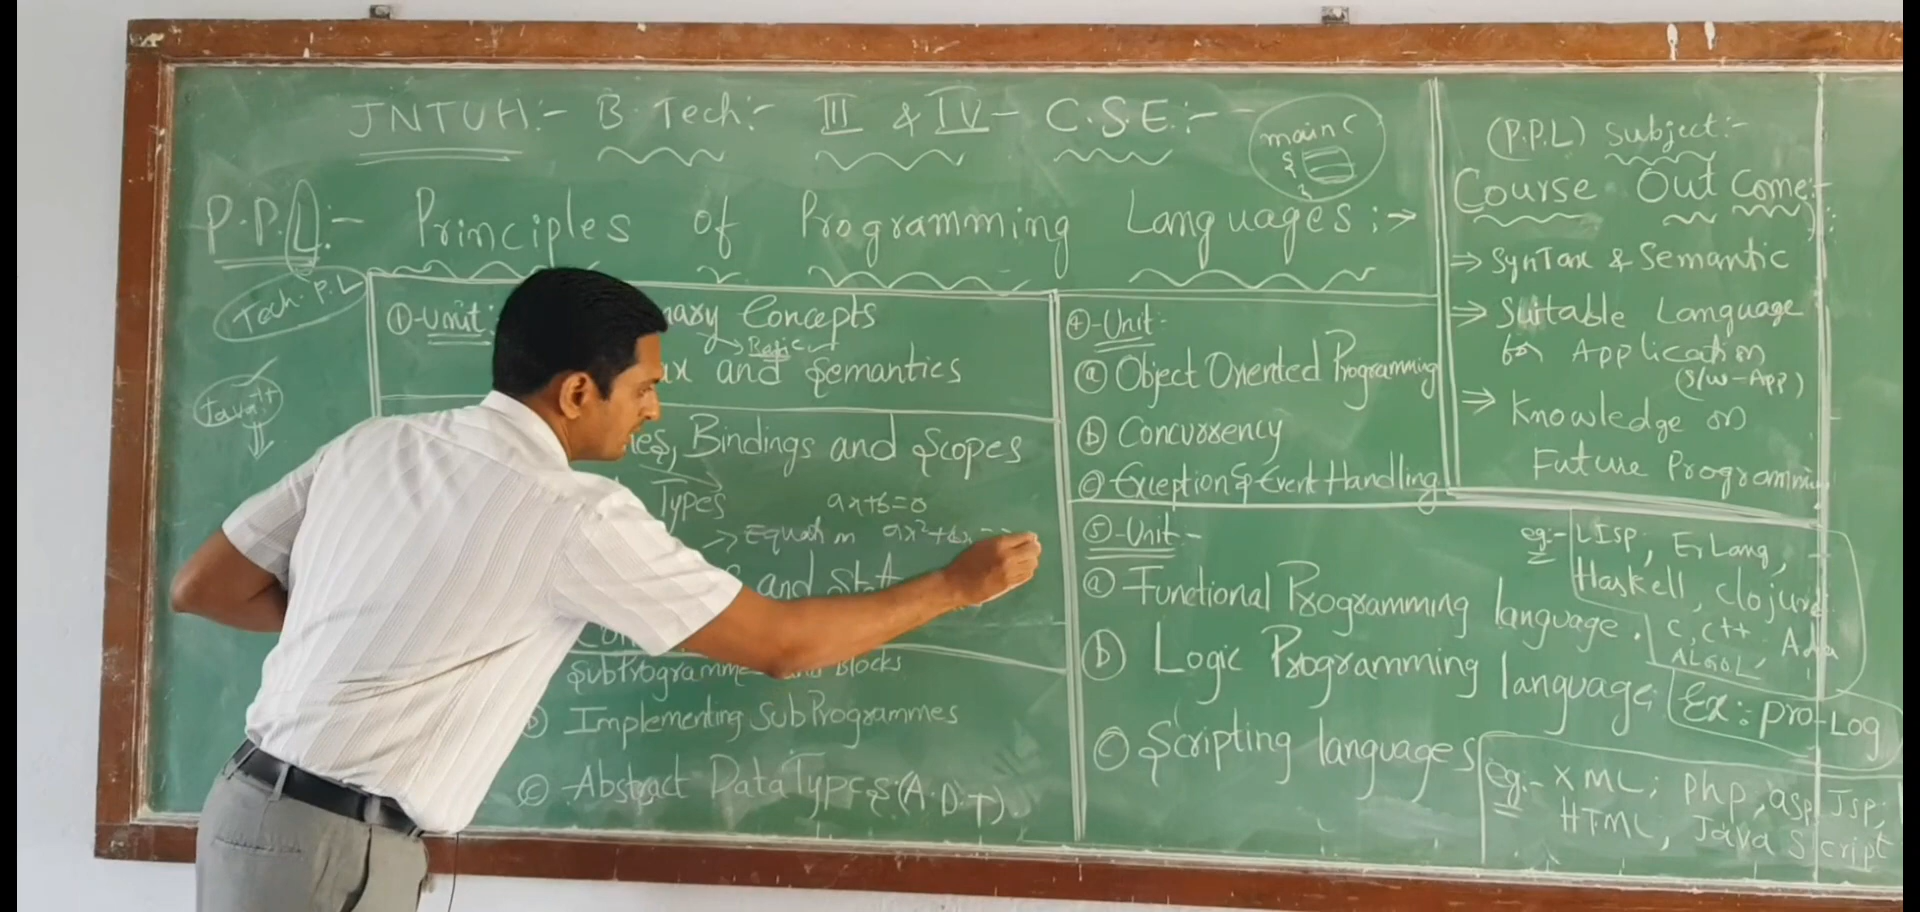 JNTUH:- B.Tech:- III & IV- C.S.E:-
main C
P.P.L:- Principles of Programming Languages:->
Tech. P.L
Java
①-Unit: Concepts
Basic
and Semantics
Bindings and Scopes
Types
ax+b=0
-> Equation ax²+bx
and
SubProgramme Blocks
Implementing SubProgrammes
ⓒ Abstract DataTypes (A.D.T)
④-Unit:-
ⓐ Object Oriented Programming
ⓑ Concurrency
ⓒ Exception & Event Handling
⑤-Unit:-
ⓐ Functional Programming language.
eg:- LISP, ErLang,
Haskell, Clojure
C, C++ Ada
ALGOL
ⓑ Logic Programming language.
Ex: pro-Log
ⓒ Scripting languages
eg:- XML; Php, asp, Jsp;
HTML, Java Script
(P.P.L) Subject:-
Course Out Come:-
=> SynTax & Semantic
=> Suitable Language
for Application
(S/W-App)
=> Knowledge on
Future Programming